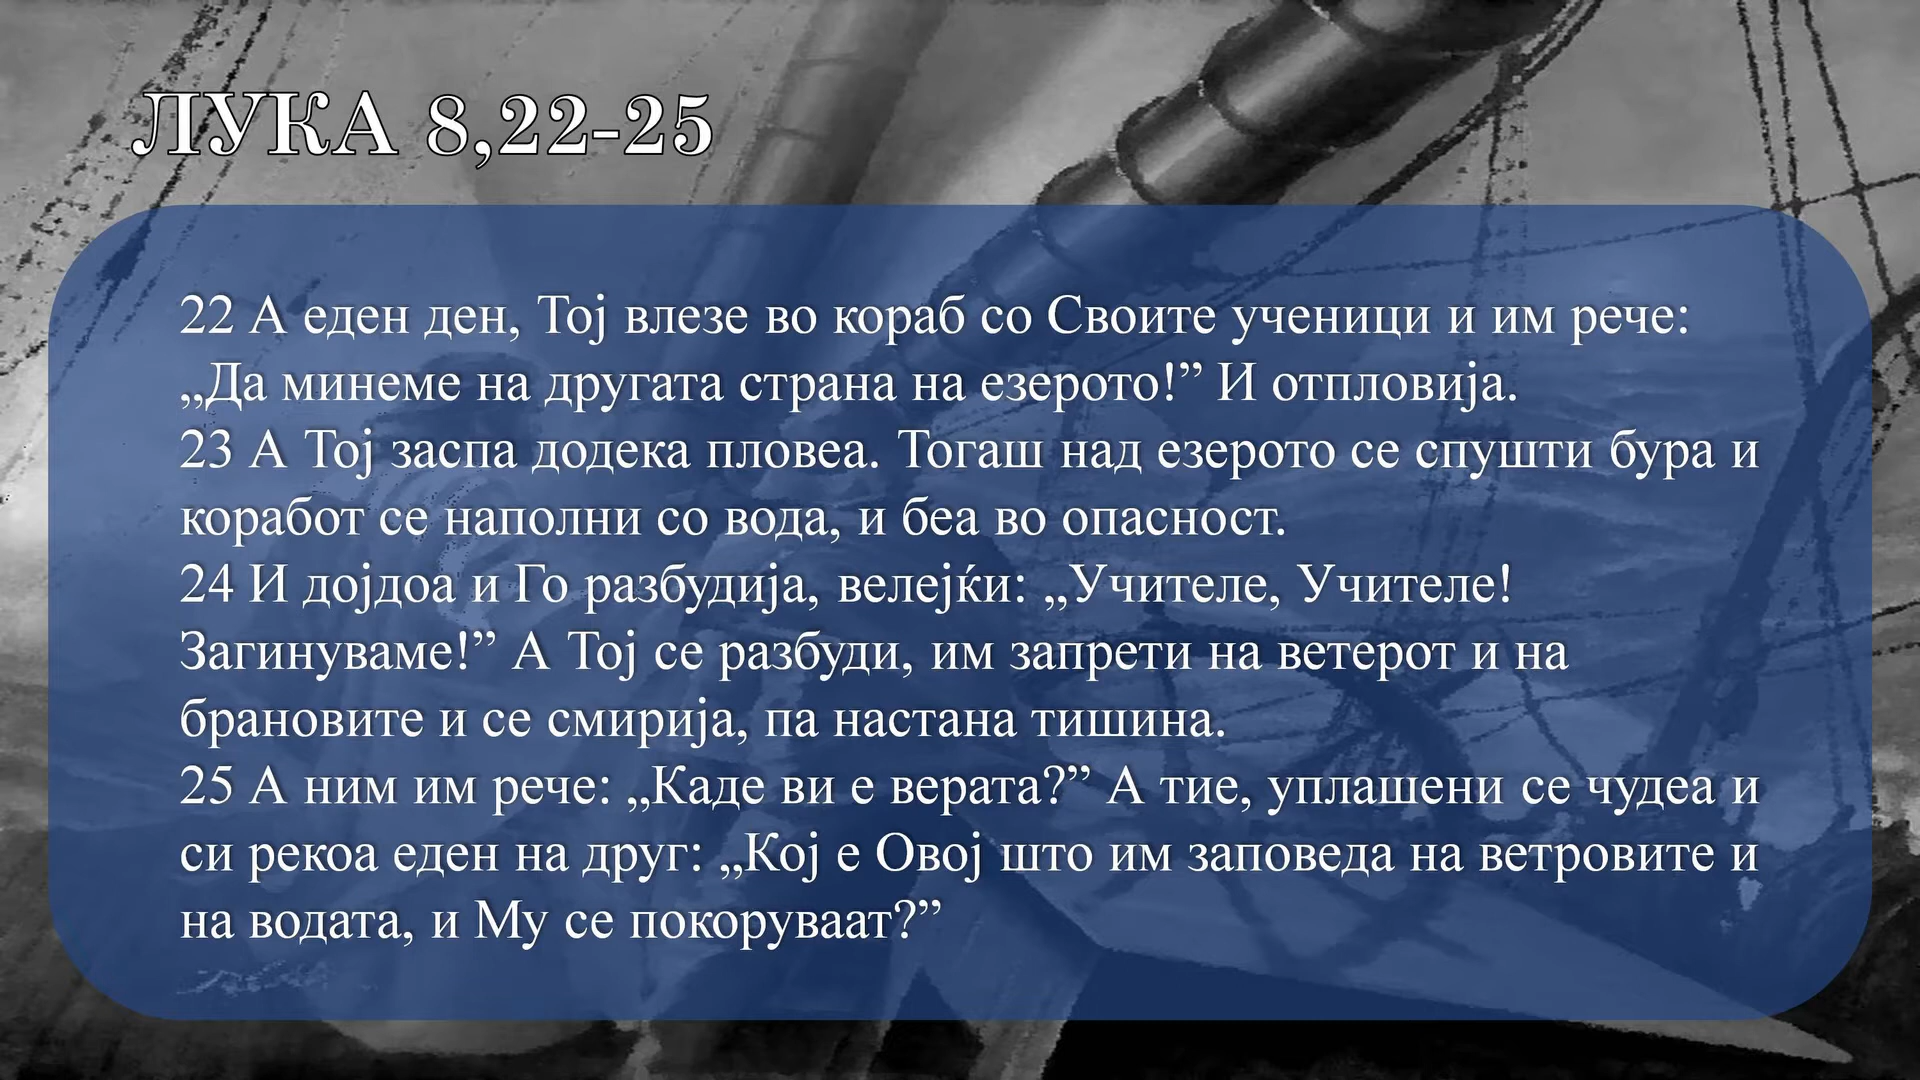 ЛУКА 8,22-25
22 А еден ден, Тој влезе во кораб со Своите ученици и им рече:
„Да минеме на другата страна на езерото!” И отпловија.
23 А Тој заспа додека пловеа. Тогаш над езерото се спушти бура и
коработ се наполни со вода, и беа во опасност.
24 И дојдоа и Го разбудија, велејќи: „Учителе, Учителе!
Загинуваме!” А Тој се разбуди, им запрети на ветерот и на
брановите и се смирија, па настана тишина.
25 А ним им рече: „Каде ви е верата?” А тие, уплашени се чудеа и
си рекоа еден на друг: „Кој е Овој што им заповеда на ветровите и
на водата, и Му се покоруваат?”